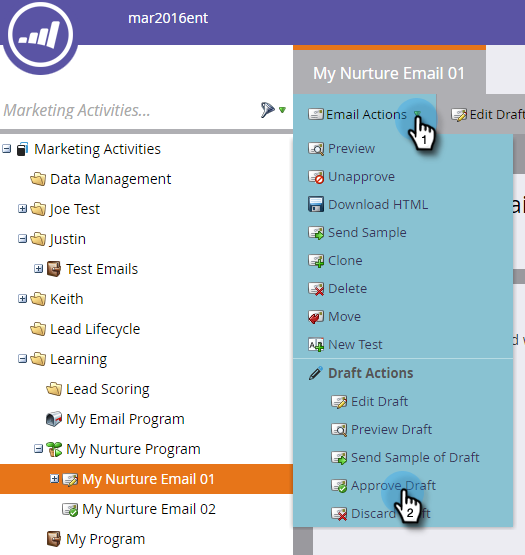 mar2016ent
My Nurture Email 01
Marketing Activities...
Email Actions
Edit Draft
1
Marketing Activities
Data Management
Joe Test
Justin
Test Emails
Keith
Lead Lifecycle
Learning
Lead Scoring
My Email Program
My Nurture Program
My Nurture Email 01
My Nurture Email 02
My Program
Preview
Unapprove
Download HTML
Send Sample
Clone
Delete
Move
New Test
Draft Actions
Edit Draft
Preview Draft
Send Sample of Draft
Approve Draft
2
Discard